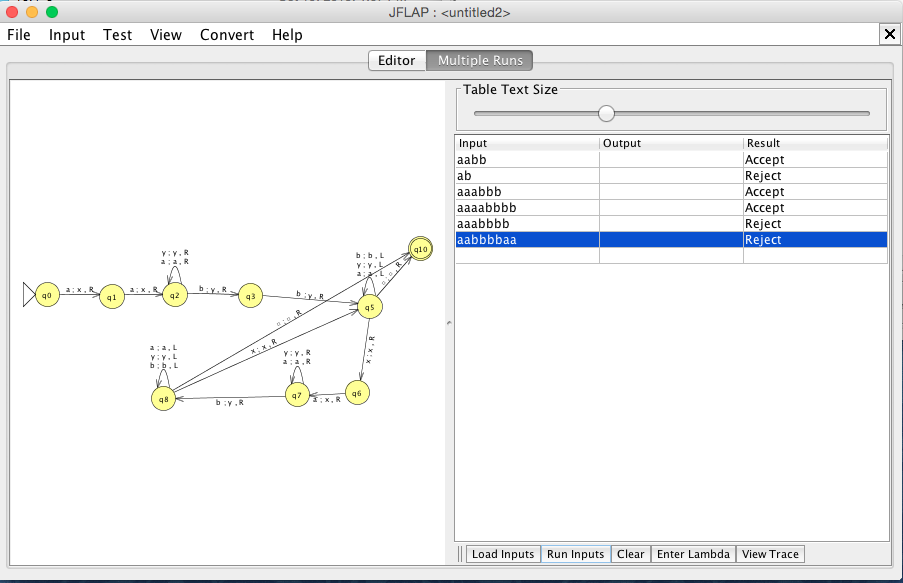 JFLAP : <untitled2>
File Input Test View Convert Help
Editor Multiple Runs
Table Text Size
Input Output Result
aabb Accept
ab Reject
aaabbb Accept
aaaabbbb Accept
aaabbbb Reject
aabbbbaa Reject
q0
a ; x , R
q1
a ; x , R
y ; y , R
a ; a , R
q2
b ; y , R
q3
b ; y , R
b ; b , L
y ; y , L
a ; a , L
q5
□ ; □ , R
q10
□ ; □ , R
x ; x , R
x ; x , R
a ; a , L
y ; y , L
b ; b , L
q8
b ; y , R
y ; y , R
a ; a , R
q7
a ; x , R
q6
Load Inputs Run Inputs Clear Enter Lambda View Trace